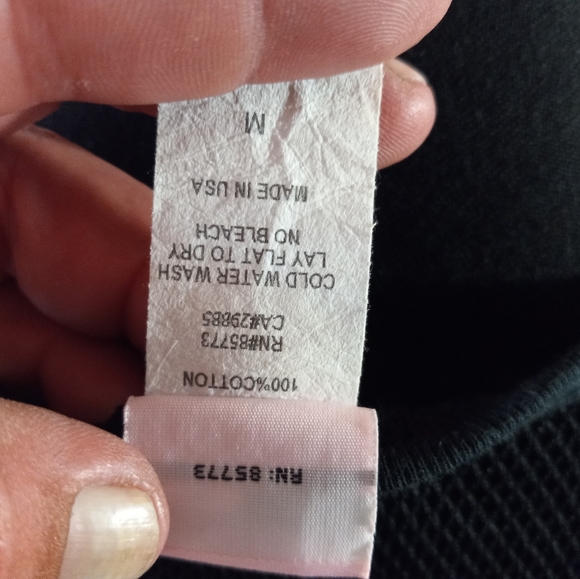 RN: 85773
100%COTTON
RN#85773
CA#29885
COLD WATER WASH
LAY FLAT TO DRY
NO BLEACH
MADE IN USA
M